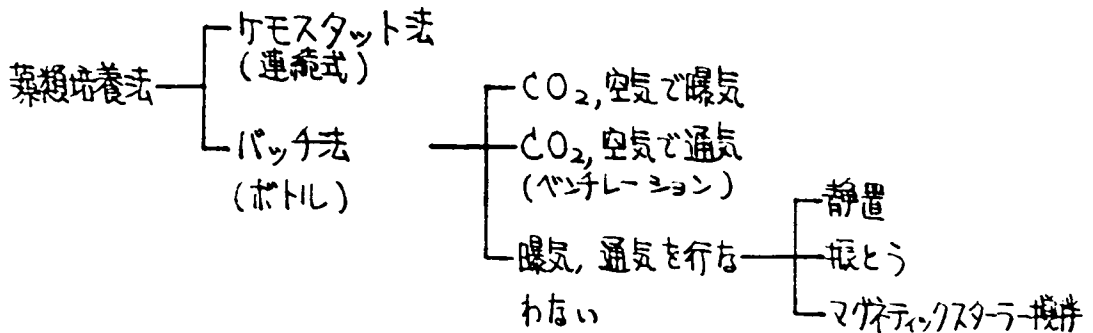 ケモスタット法
(連続式)
藻類培養法
CO2,空気で曝気
バッチ法
CO2,空気で通気
(ボトル)
(ベンチレーション)
静置
曝気,通気を行な
わない
振とう
マグネティックスターラー攪拌